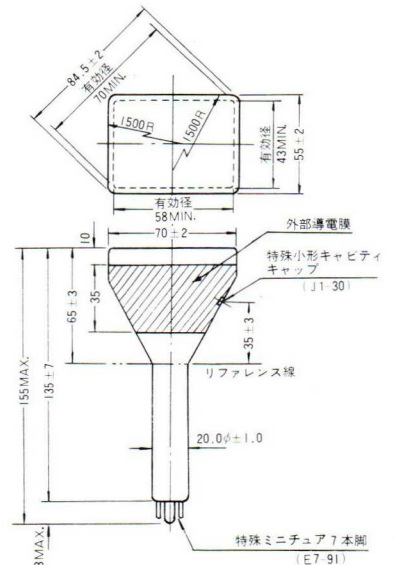 84.5±2
有効径
70MIN.
1500R
1500R
有効径
43MIN.
55±2
有効径
58MIN.
70±2
10
外部導電膜
特殊小形キャビティ
キャップ
(J1-30)
35
65±3
35±3
リファレンス線
155MAX.
135±7
20.0φ±1.0
特殊ミニチュア7本脚
(E7-91)